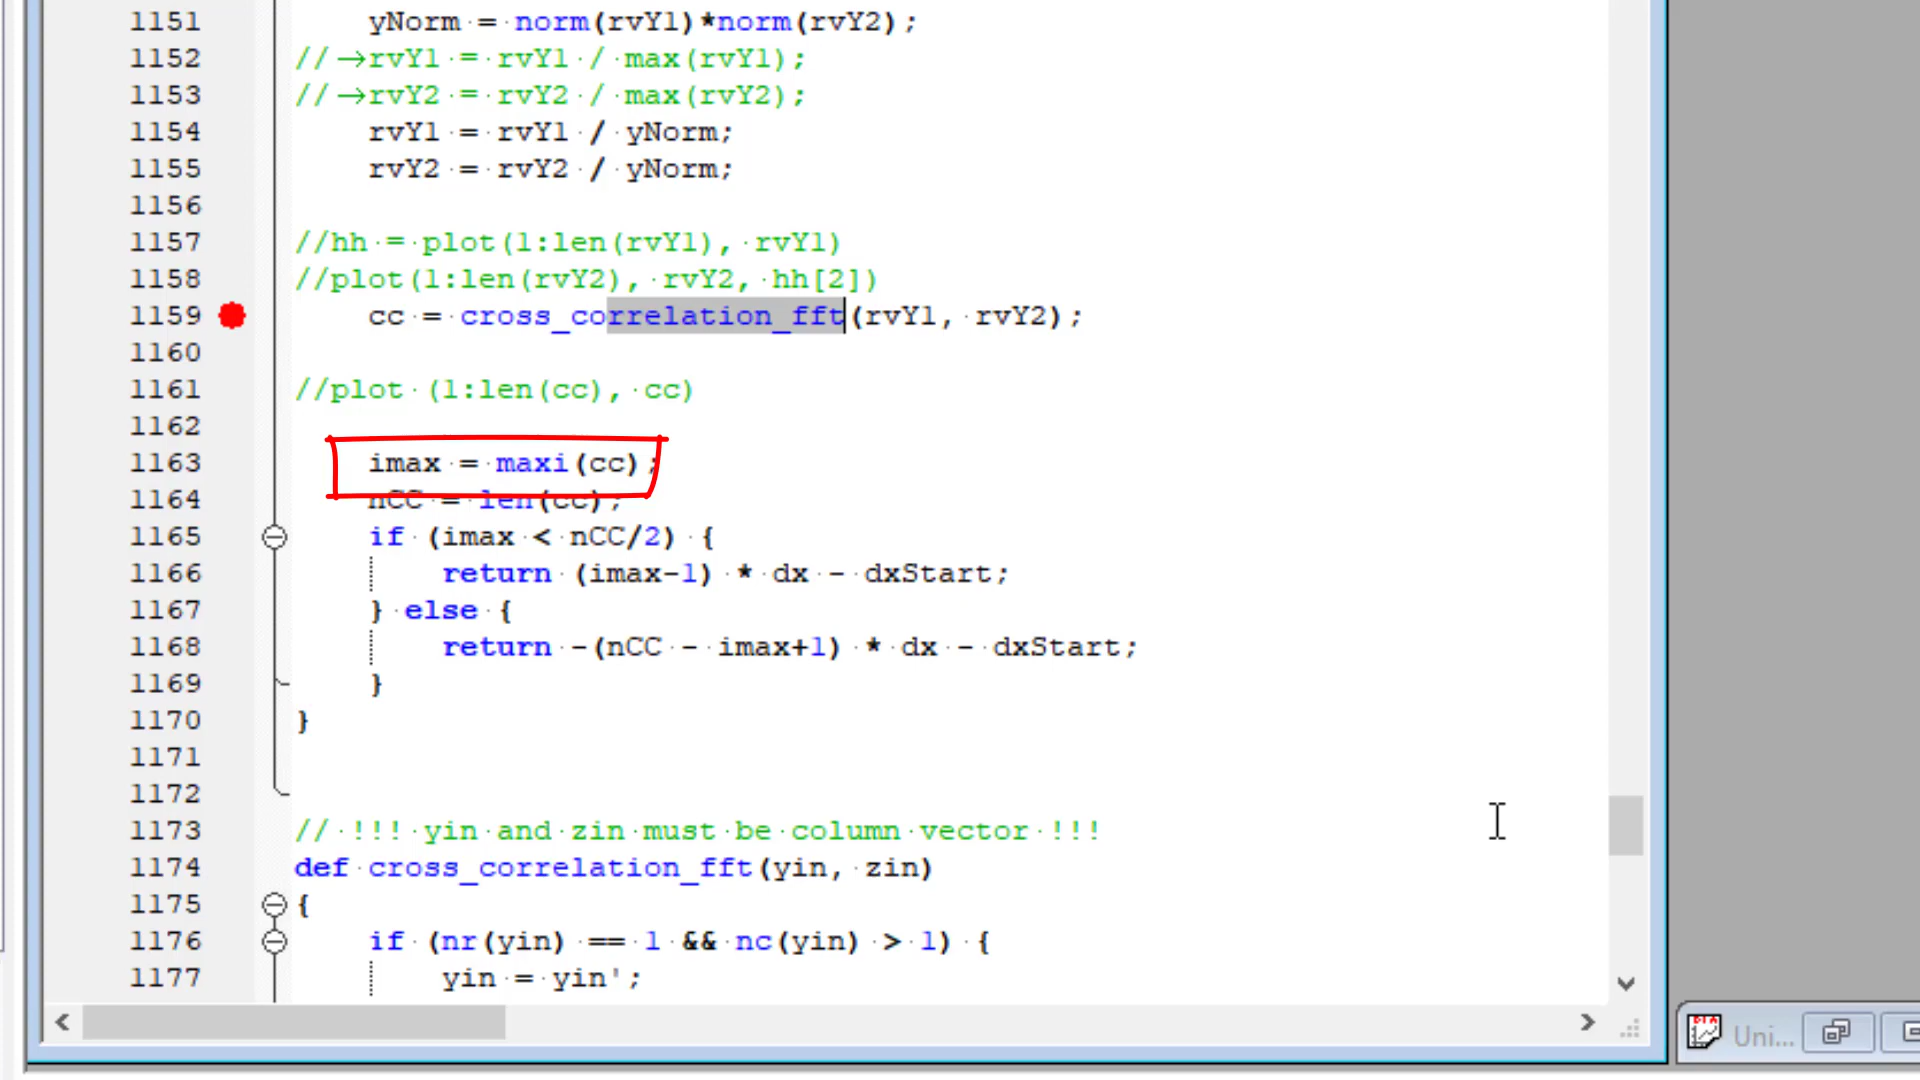 1151 yNorm = norm(rvY1)*norm(rvY2);
1152 //→rvY1 = rvY1 / max(rvY1);
1153 //→rvY2 = rvY2 / max(rvY2);
1154 rvY1 = rvY1 / yNorm;
1155 rvY2 = rvY2 / yNorm;
1156
1157 //hh = plot(1:len(rvY1), rvY1)
1158 //plot(1:len(rvY2), rvY2, hh[2])
1159 cc = cross_correlation_fft(rvY1, rvY2);
1160
1161 //plot (1:len(cc), cc)
1162
1163 imax = maxi(cc);
1164 nCC = len(cc);
1165 if (imax < nCC/2) {
1166 return (imax-1) * dx - dxStart;
1167 } else {
1168 return -(nCC - imax+1) * dx - dxStart;
1169 }
1170 }
1171
1172
1173 // !!! yin and zin must be column vector !!!
1174 def cross_correlation_fft(yin, zin)
1175 {
1176 if (nr(yin) == 1 && nc(yin) > 1) {
1177 yin = yin';
Uni...